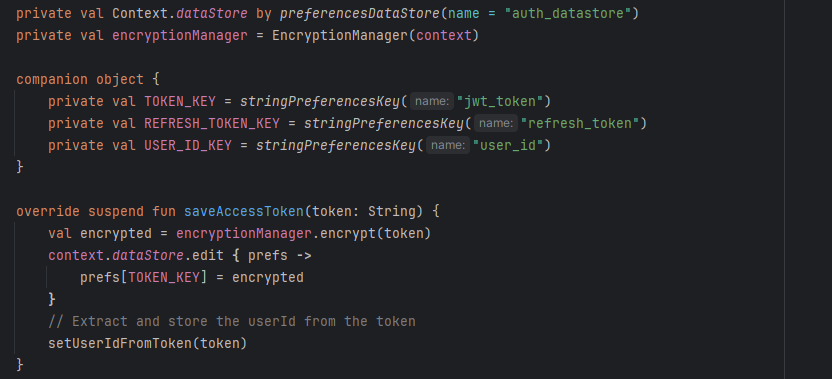 private val Context.dataStore by preferencesDataStore(name = "auth_datastore")
private val encryptionManager = EncryptionManager(context)
companion object {
private val TOKEN_KEY = stringPreferencesKey( name: "jwt_token")
private val REFRESH_TOKEN_KEY = stringPreferencesKey( name: "refresh_token")
private val USER_ID_KEY = stringPreferencesKey( name: "user_id")
}
override suspend fun saveAccessToken(token: String) {
val encrypted = encryptionManager.encrypt(token)
context.dataStore.edit { prefs ->
prefs[TOKEN_KEY] = encrypted
}
// Extract and store the userId from the token
setUserIdFromToken(token)
}